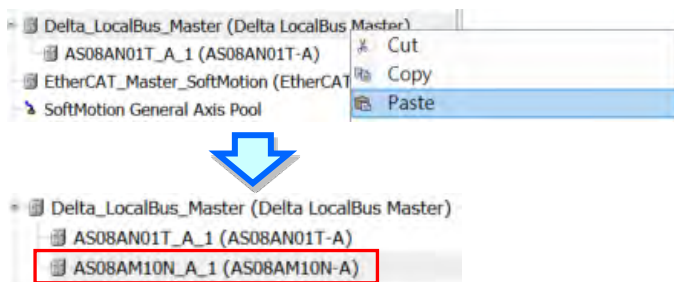 Delta_LocalBus_Master (Delta LocalBus Master)
AS08AN01T_A_1 (AS08AN01T-A)
EtherCAT_Master_SoftMotion (EtherCAT
SoftMotion General Axis Pool
Cut
Copy
Paste
Delta_LocalBus_Master (Delta LocalBus Master)
AS08AN01T_A_1 (AS08AN01T-A)
AS08AM10N_A_1 (AS08AM10N-A)